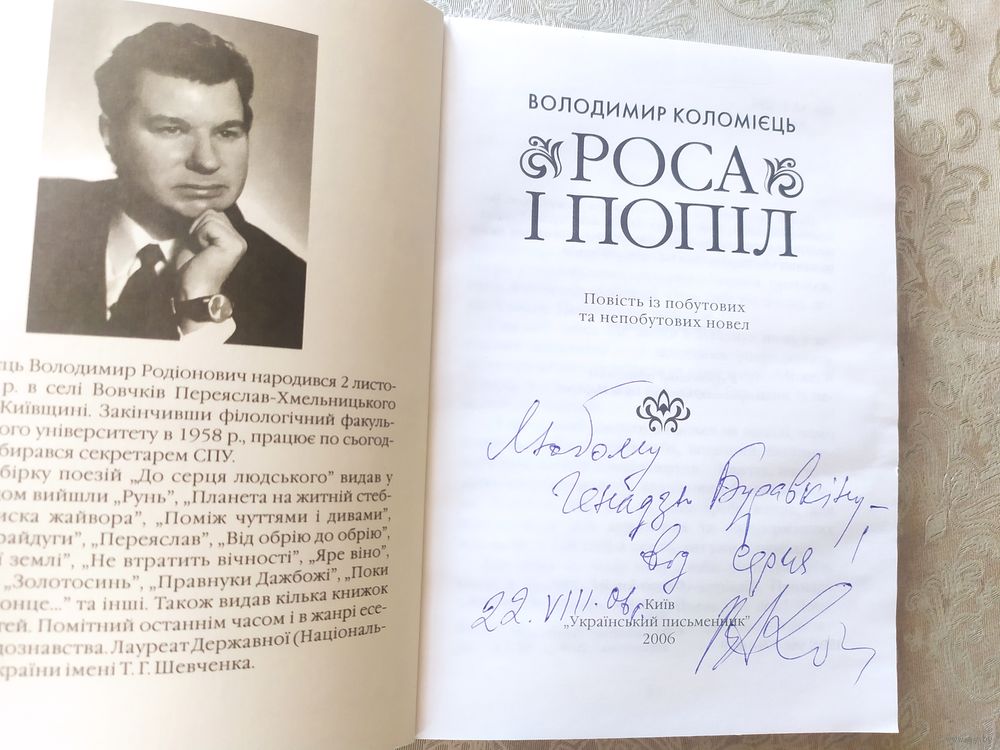 єць Володимир Родіонович народився 2 листо-
р. в селі Вовчків Переяслав-Хмельницького
Київщині. Закінчивши філологічний факуль-
ого університету в 1958 р., працює по сьогод-
бирався секретарем СПУ.
бірку поезій „До серця людського" видав у
ом вийшли „Рунь", „Планета на житній стеб-
иска жайвора", „Поміж чуттями і дивами",
райдуги", „Переяслав", „Від обрію до обрію",
ї землі", „Не втратить вічності", „Яре віно",
„Золотосинь", „Правнуки Дажбожі", „Поки
онце..." та інші. Також видав кілька книжок
тей. Помітний останнім часом і в жанрі есе-
дознавства. Лауреат Державної (Національ-
країни імені Т. Г. Шевченка.
ВОЛОДИМИР КОЛОМІЄЦЬ
РОСА
І ПОПІЛ
Повість із побутових
та непобутових новел
Любому
Генадзю Буравкіну –
від серця!
22. VIII. 06
Київ
„Український письменник"
2006